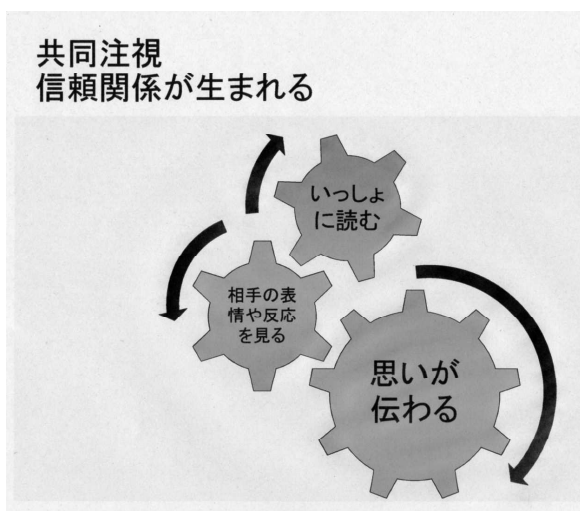 共同注視
信頼関係が生まれる
いっしょ
に読む
相手の表
情や反応
を見る
思いが
伝わる